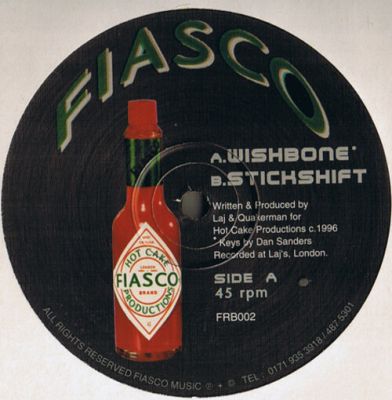 FIASCO
A. WISHBONE*
B. STICKSHIFT
Written & Produced by
Laj & Quakerman for
Hot Cake Productions c.1996
* Keys by Dan Sanders
Recorded at Laj's, London.
SIDE A
45 rpm
FRB002
HOT CAKE
LONDON
FIASCO
BRAND
PRODUCTIONS
ALL RIGHTS RESERVED FIASCO MUSIC ℗ + © TEL : 0171 935 3918 / 487 5301